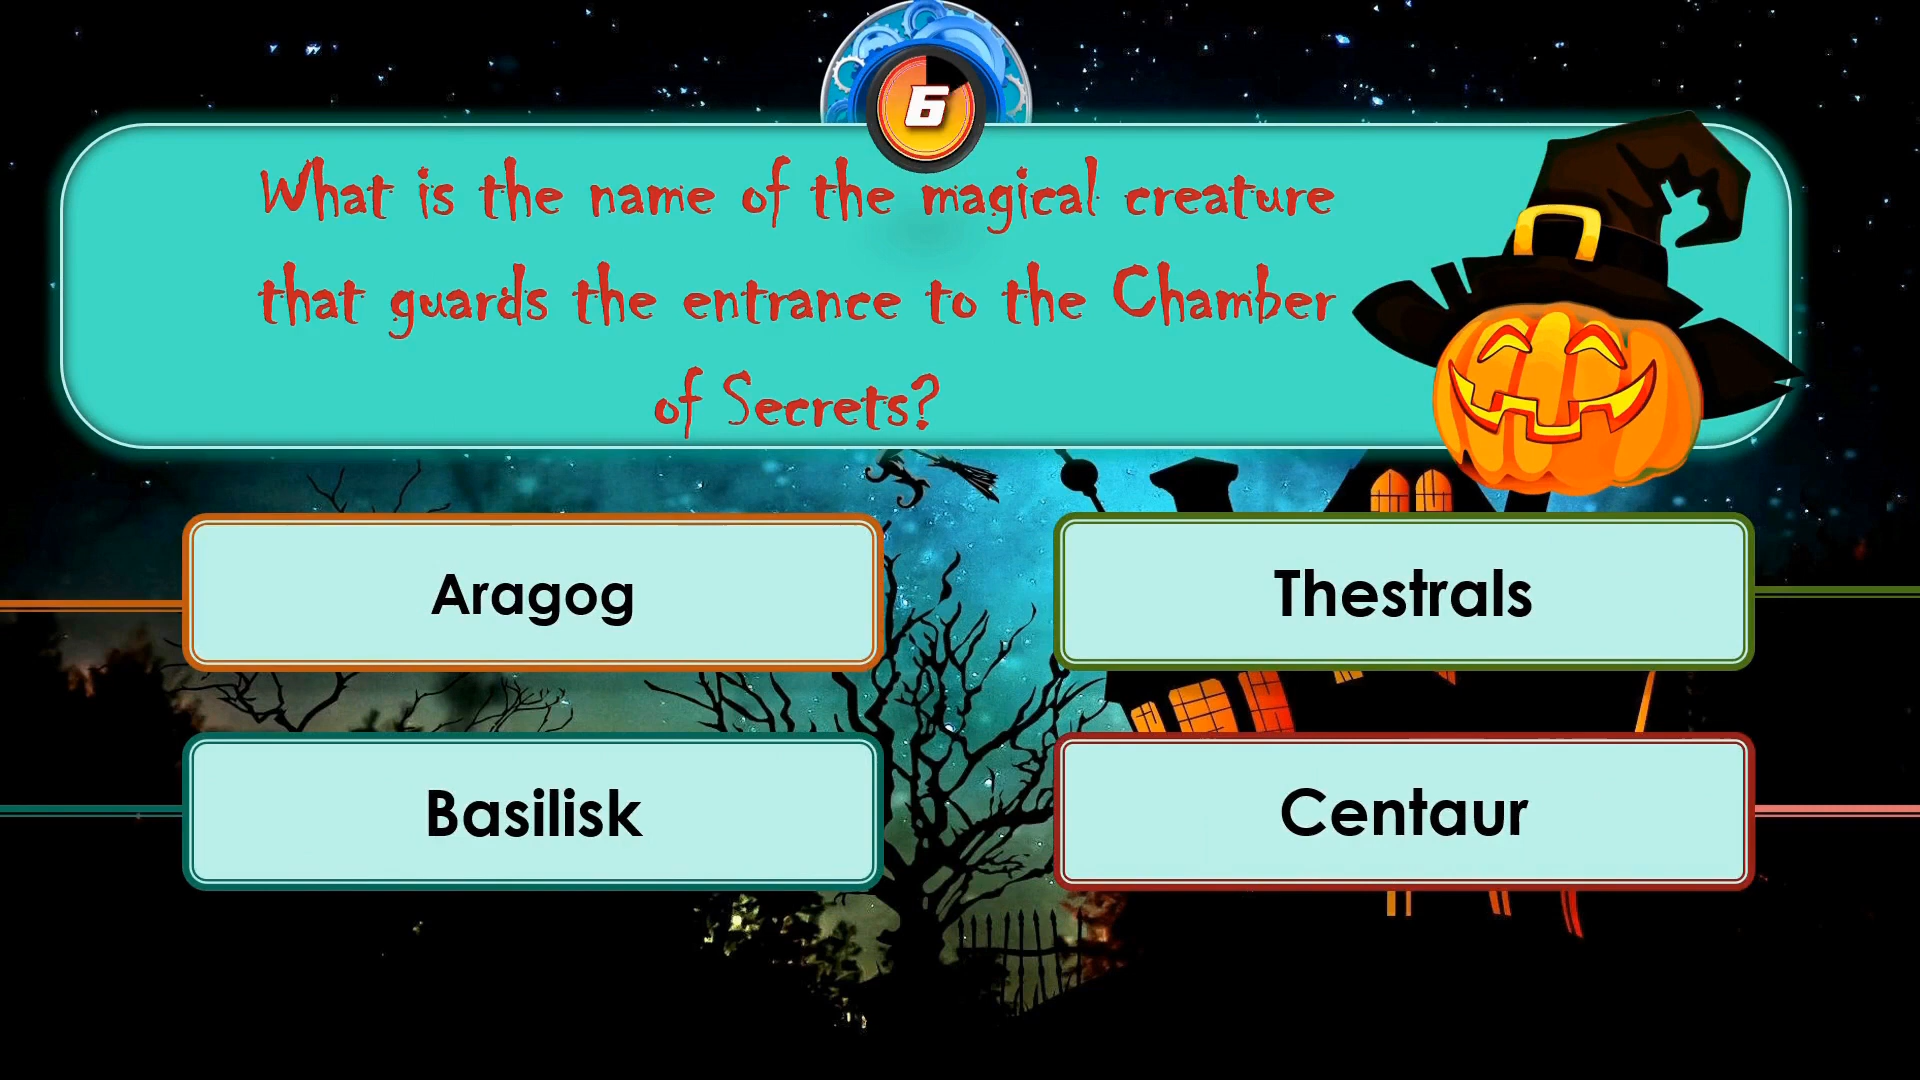 6
What is the name of the magical creature
that guards the entrance to the Chamber
of Secrets?
Aragog
Thestrals
Basilisk
Centaur